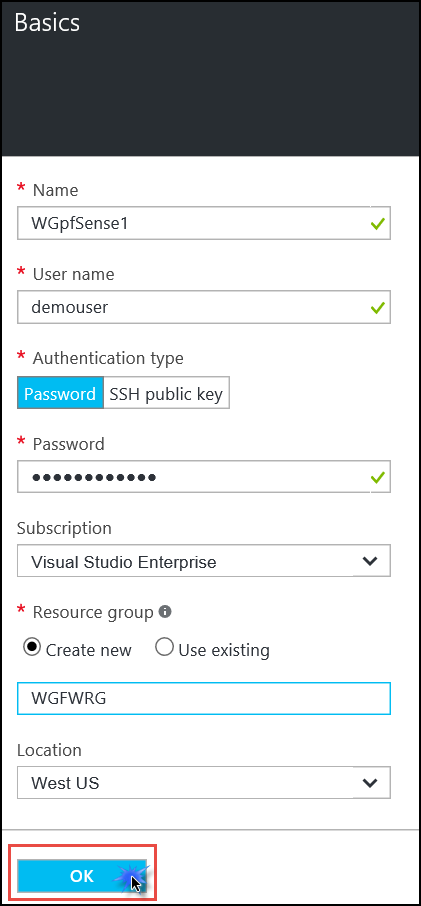 Basics
* Name
WGpfSense1
* User name
demouser
* Authentication type
Password SSH public key
* Password
••••••••••••
Subscription
Visual Studio Enterprise
* Resource group
Create new Use existing
WGFWRG
Location
West US
OK